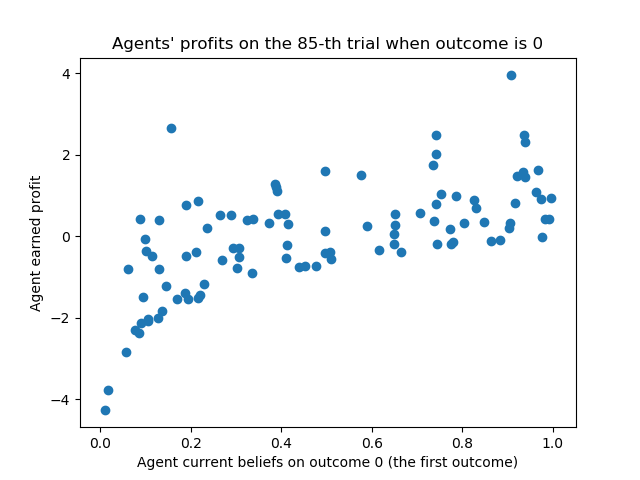 Agents' profits on the 85-th trial when outcome is 0
Agent earned profit
4
2
0
−2
−4
0.0 0.2 0.4 0.6 0.8 1.0
Agent current beliefs on outcome 0 (the first outcome)